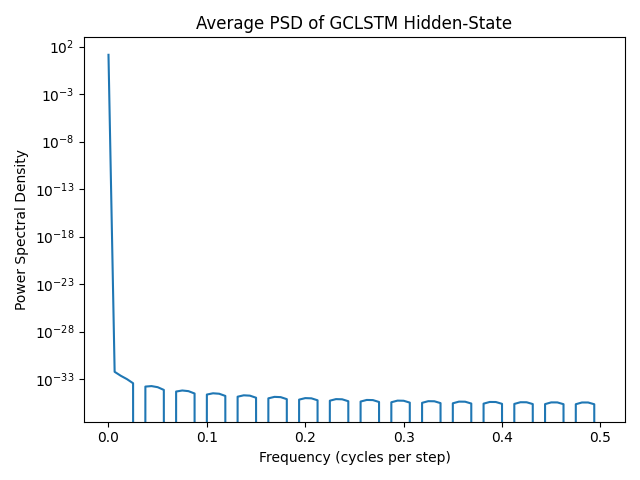 Average PSD of GCLSTM Hidden-State
Power Spectral Density
10^2
10^−3
10^−8
10^−13
10^−18
10^−23
10^−28
10^−33
0.0 0.1 0.2 0.3 0.4 0.5
Frequency (cycles per step)